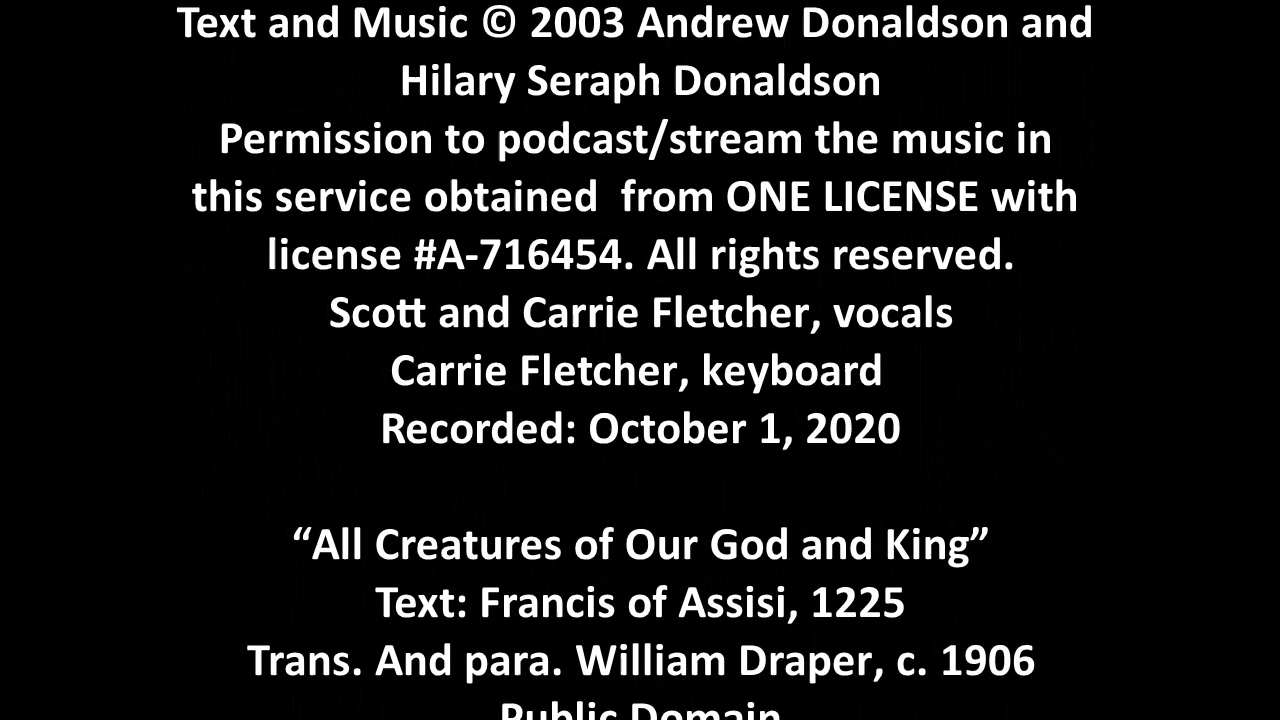 Text and Music © 2003 Andrew Donaldson and
Hilary Seraph Donaldson
Permission to podcast/stream the music in
this service obtained  from ONE LICENSE with
license #A-716454. All rights reserved.
Scott and Carrie Fletcher, vocals
Carrie Fletcher, keyboard
Recorded: October 1, 2020
“All Creatures of Our God and King”
Text: Francis of Assisi, 1225
Trans. And para. William Draper, c. 1906
Public Domain